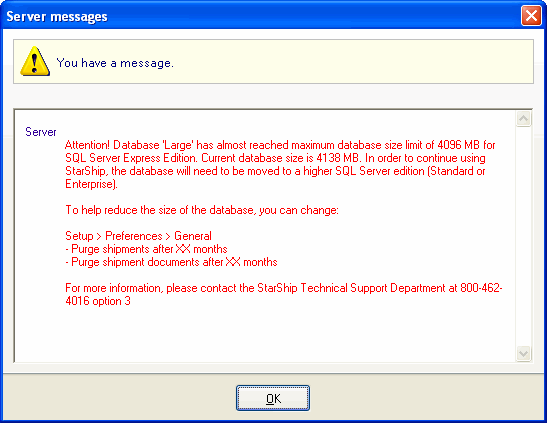 Server messages
You have a message.
Server
Attention! Database 'Large' has almost reached maximum database size limit of 4096 MB for
SQL Server Express Edition. Current database size is 4138 MB. In order to continue using
StarShip, the database will need to be moved to a higher SQL Server edition (Standard or
Enterprise).
To help reduce the size of the database, you can change:
Setup > Preferences > General
- Purge shipments after XX months
- Purge shipment documents after XX months
For more information, please contact the StarShip Technical Support Department at 800-462-
4016 option 3
OK